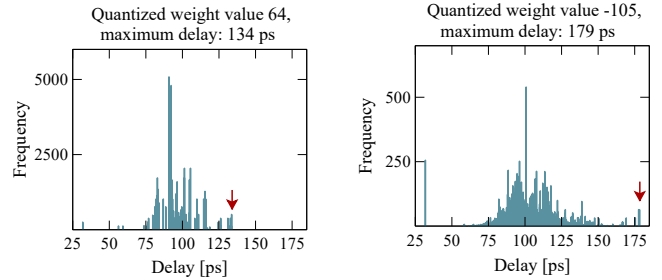 Quantized weight value 64,
maximum delay: 134 ps
Frequency
5000
2500
25 50 75 100 125 150 175
Delay [ps]
Quantized weight value -105,
maximum delay: 179 ps
Frequency
500
250
25 50 75 100 125 150 175
Delay [ps]